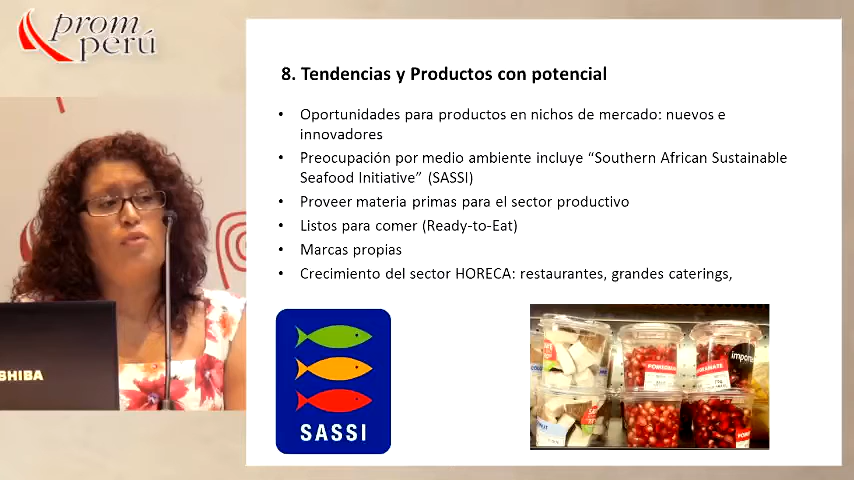 prom
perú
8. Tendencias y Productos con potencial
• Oportunidades para productos en nichos de mercado: nuevos e
innovadores
• Preocupación por medio ambiente incluye “Southern African Sustainable
Seafood Initiative” (SASSI)
• Proveer materia primas para el sector productivo
• Listos para comer (Ready-to-Eat)
• Marcas propias
• Crecimiento del sector HORECA: restaurantes, grandes caterings,
SHIBA
SASSI